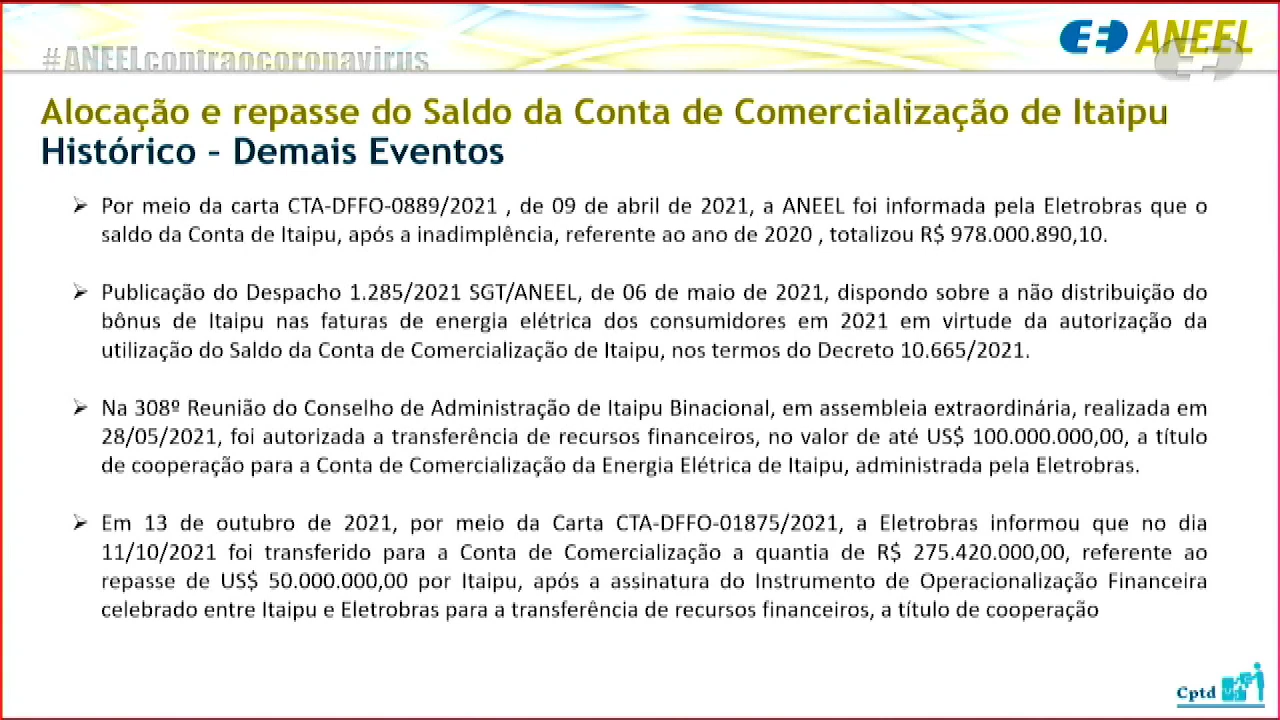 #ANEELcontraocoronavirus
ANEEL
Alocação e repasse do Saldo da Conta de Comercialização de Itaipu
Histórico – Demais Eventos
➢ Por meio da carta CTA-DFFO-0889/2021 , de 09 de abril de 2021, a ANEEL foi informada pela Eletrobras que o
saldo da Conta de Itaipu, após a inadimplência, referente ao ano de 2020 , totalizou R$ 978.000.890,10.
➢ Publicação do Despacho 1.285/2021 SGT/ANEEL, de 06 de maio de 2021, dispondo sobre a não distribuição do
bônus de Itaipu nas faturas de energia elétrica dos consumidores em 2021 em virtude da autorização da
utilização do Saldo da Conta de Comercialização de Itaipu, nos termos do Decreto 10.665/2021.
➢ Na 308º Reunião do Conselho de Administração de Itaipu Binacional, em assembleia extraordinária, realizada em
28/05/2021, foi autorizada a transferência de recursos financeiros, no valor de até US$ 100.000.000,00, a título
de cooperação para a Conta de Comercialização da Energia Elétrica de Itaipu, administrada pela Eletrobras.
➢ Em 13 de outubro de 2021, por meio da Carta CTA-DFFO-01875/2021, a Eletrobras informou que no dia
11/10/2021 foi transferido para a Conta de Comercialização a quantia de R$ 275.420.000,00, referente ao
repasse de US$ 50.000.000,00 por Itaipu, após a assinatura do Instrumento de Operacionalização Financeira
celebrado entre Itaipu e Eletrobras para a transferência de recursos financeiros, a título de cooperação
Cptd